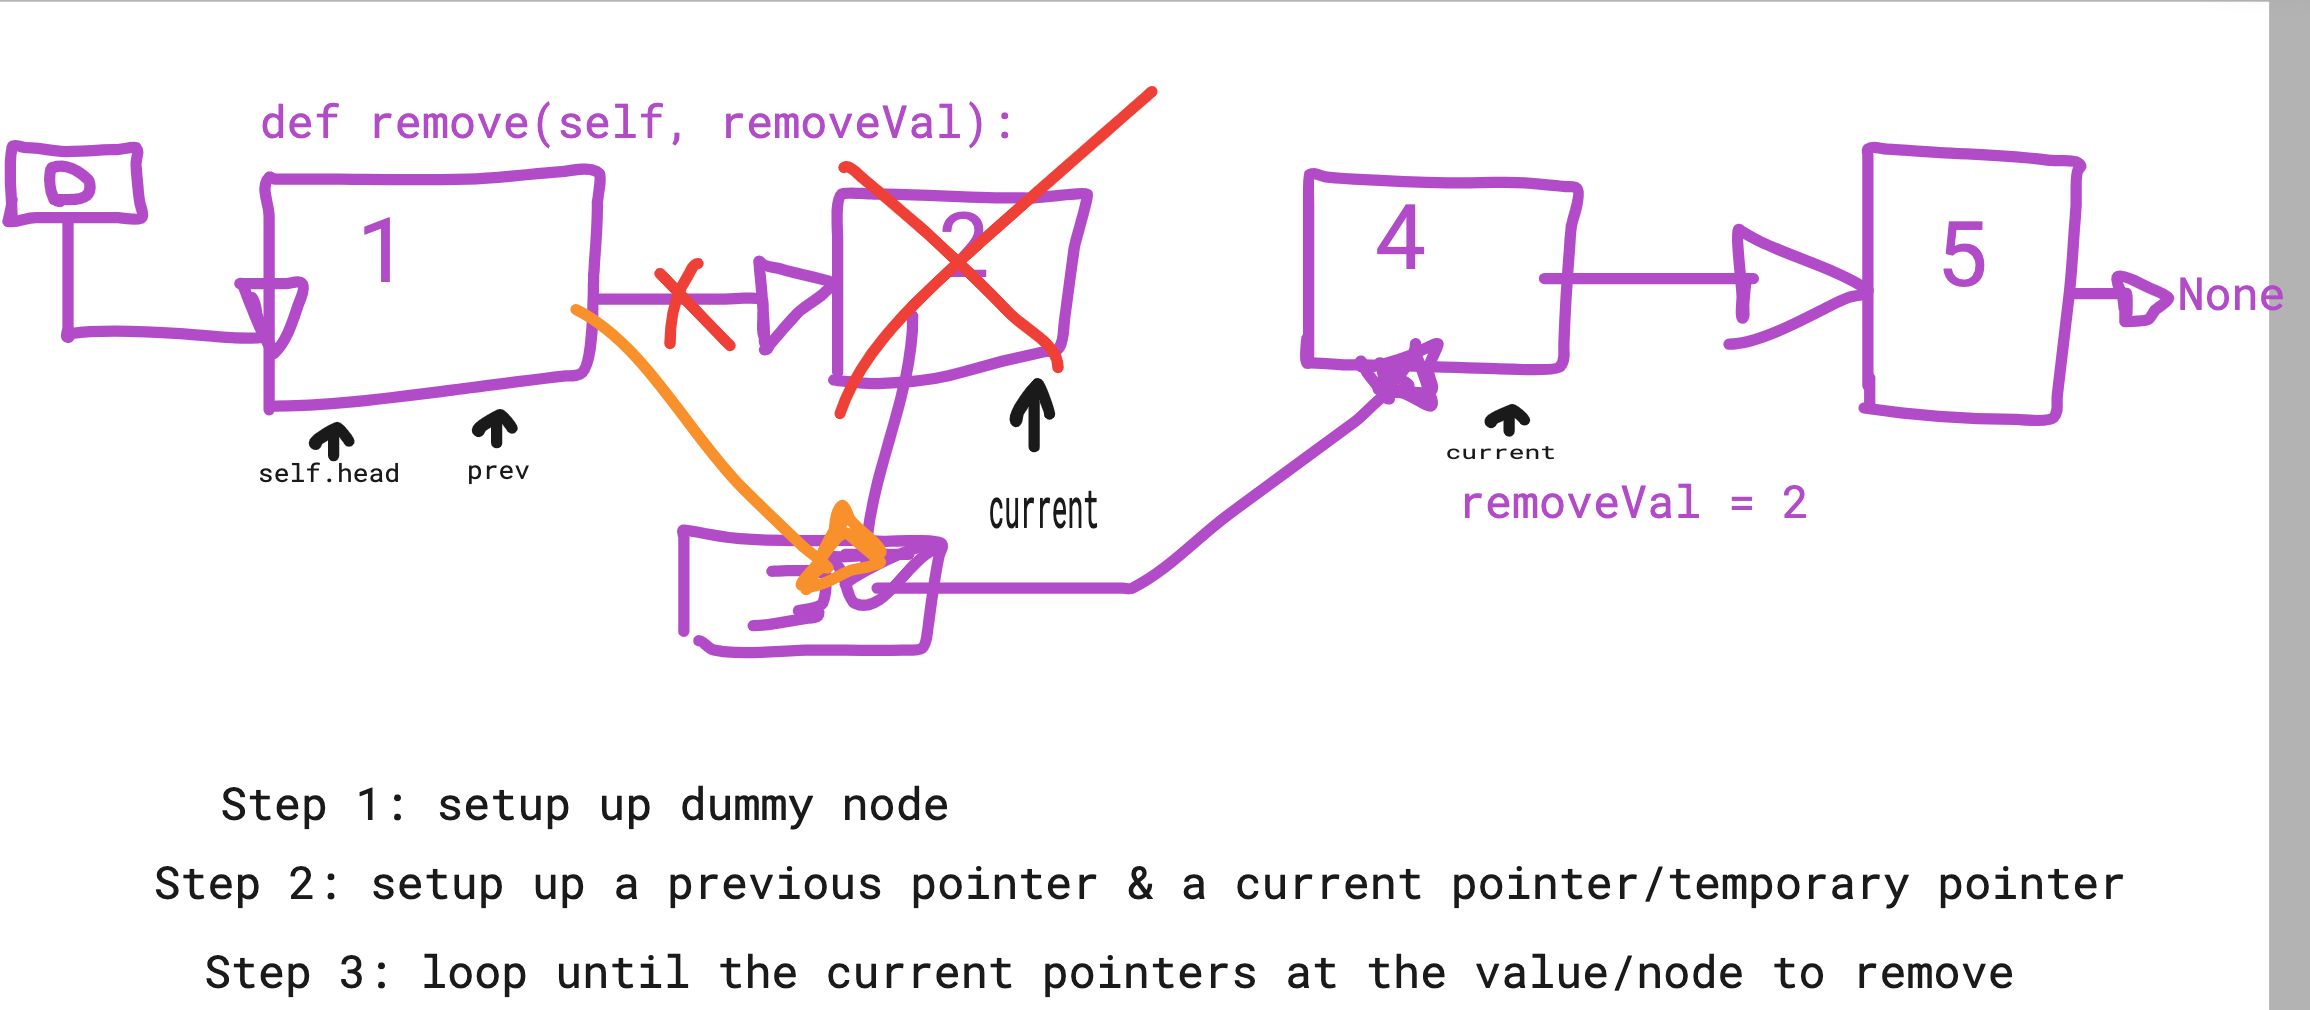 def remove(self, removeVal):
D
1
2
4
5
None
self.head
prev
current
current
removeVal = 2
3
Step 1: setup up dummy node
Step 2: setup up a previous pointer & a current pointer/temporary pointer
Step 3: loop until the current pointers at the value/node to remove